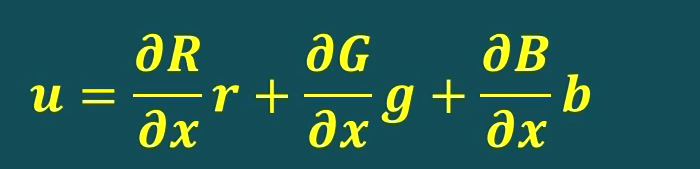 u = ∂R/∂x r + ∂G/∂x g + ∂B/∂x b